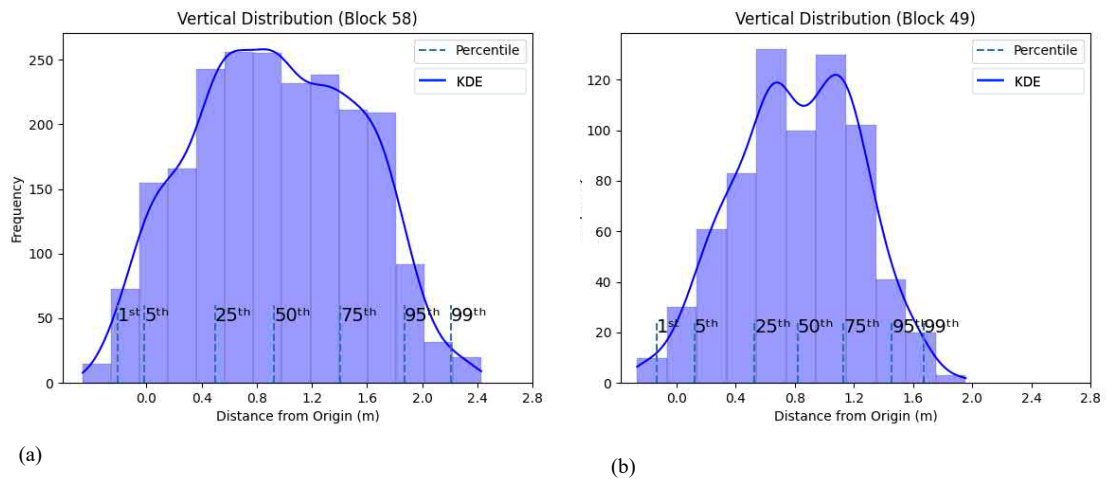 Vertical Distribution (Block 58)
Percentile
KDE
Frequency
250
200
150
100
50
0
1st 5th 25th 50th 75th 95th 99th
0.0 0.4 0.8 1.2 1.6 2.0 2.4 2.8
Distance from Origin (m)
(a)
Vertical Distribution (Block 49)
Percentile
KDE
120
100
80
60
40
20
0
1st 5th 25th 50th 75th 95th 99th
0.0 0.4 0.8 1.2 1.6 2.0 2.4 2.8
Distance from Origin (m)
(b)